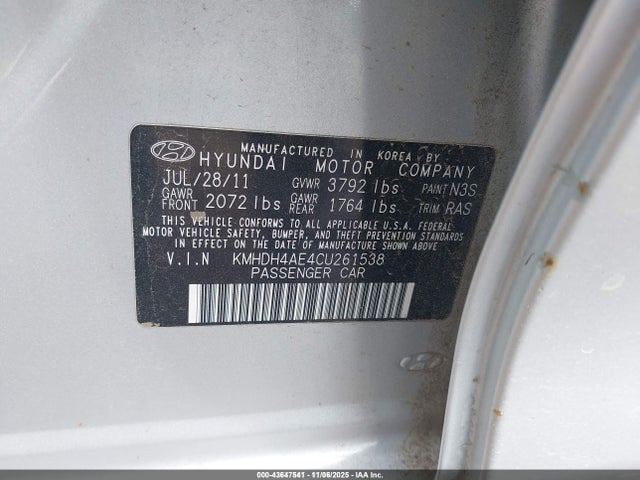 MANUFACTURED IN KOREA BY
HYUNDAI MOTOR COMPANY
JUL/28/11 GVWR 3792 lbs PAINT N3S
GAWR FRONT 2072 lbs GAWR REAR 1764 lbs TRIM RAS
THIS VEHICLE CONFORMS TO ALL APPLICABLE U.S.A. FEDERAL
MOTOR VEHICLE SAFETY, BUMPER, AND THEFT PREVENTION STANDARDS
IN EFFECT ON THE DATE OF MANUFACTURE SHOWN ABOVE.
V.I.N KMHDH4AE4CU261538
PASSENGER CAR
000-43647541 - 11/06/2025 - IAA Inc.